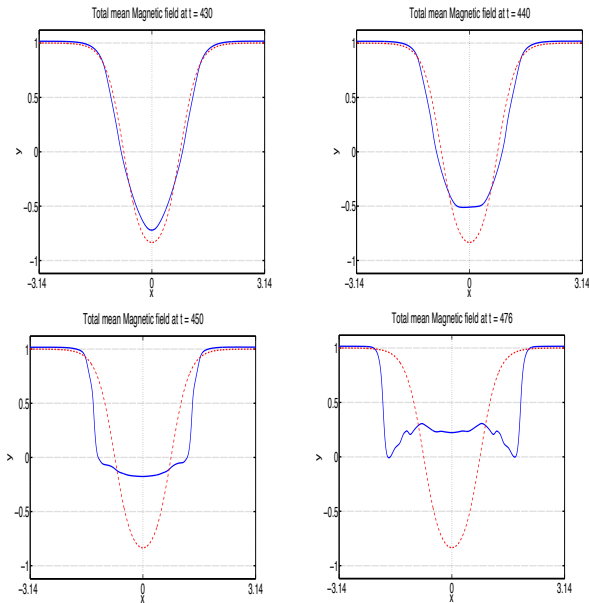 Total mean Magnetic field at t = 430
1
0.5
0
−0.5
−1
y
−3.14
0
3.14
x
Total mean Magnetic field at t = 440
1
0.5
0
−0.5
−1
y
−3.14
0
3.14
x
Total mean Magnetic field at t = 450
1
0.5
0
−0.5
−1
y
−3.14
0
3.14
x
Total mean Magnetic field at t = 476
1
0.5
0
−0.5
−1
y
−3.14
0
3.14
x